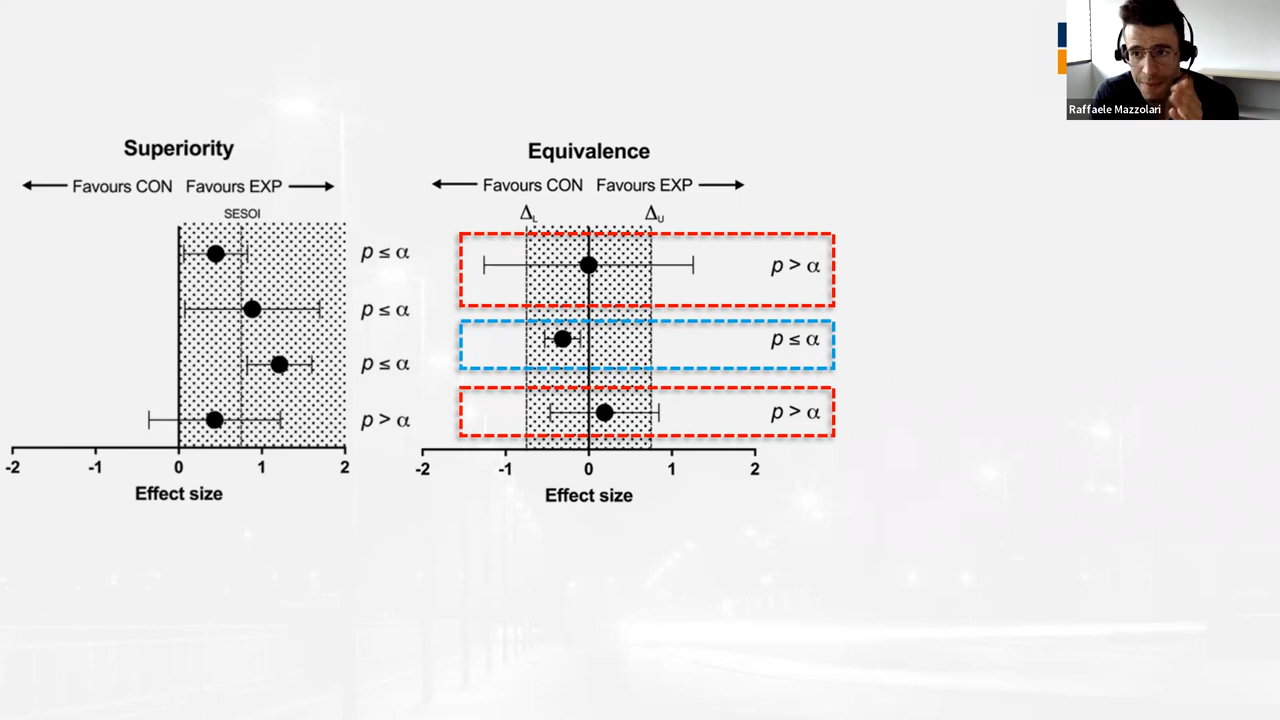 Raffaele Mazzolari
Superiority
Favours CON Favours EXP
SESOI
p ≤ α
p ≤ α
p ≤ α
p > α
-2 -1 0 1 2
Effect size
Equivalence
Favours CON Favours EXP
ΔL ΔU
p > α
p ≤ α
p > α
-2 -1 0 1 2
Effect size